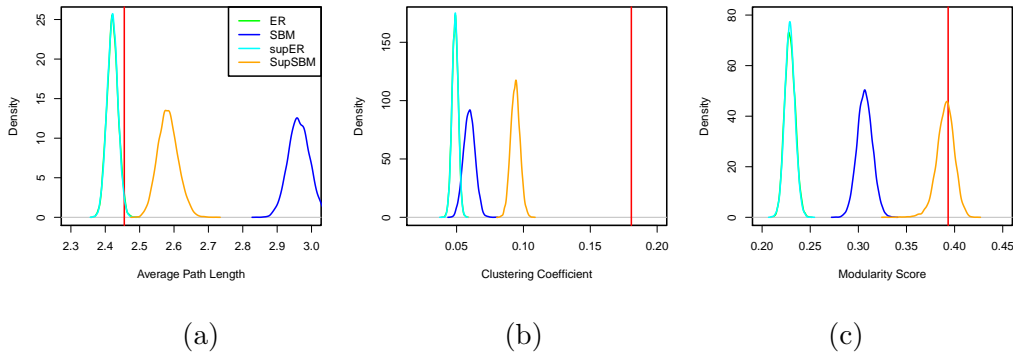 ER
SBM
supER
SupSBM
Density
0
5
10
15
20
25
2.3 2.4 2.5 2.6 2.7 2.8 2.9 3.0
Average Path Length
(a)
Density
0
50
100
150
0.05 0.10 0.15 0.20
Clustering Coefficient
(b)
Density
0
20
40
60
80
0.20 0.25 0.30 0.35 0.40 0.45
Modularity Score
(c)